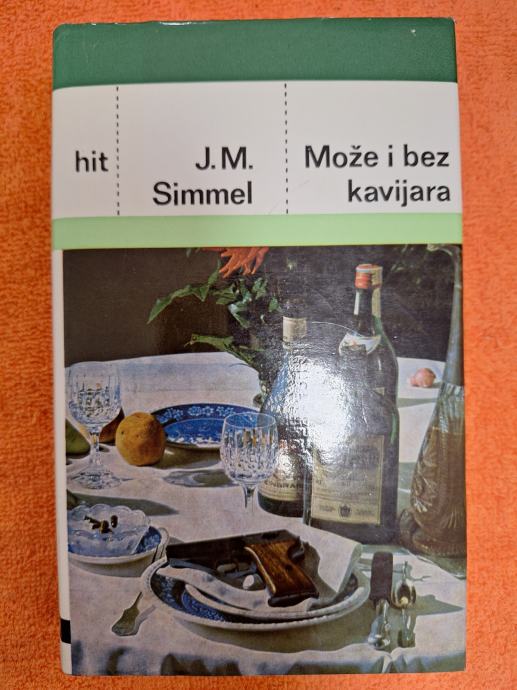 hit
J. M.
Simmel
Može i bez
kavijara